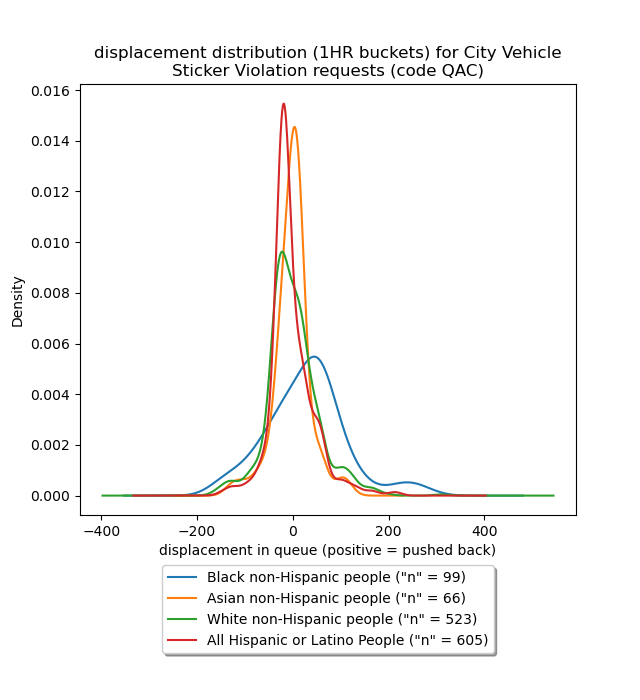 displacement distribution (1HR buckets) for City Vehicle
Sticker Violation requests (code QAC)
Density
0.016
0.014
0.012
0.010
0.008
0.006
0.004
0.002
0.000
−400
−200
0
200
400
displacement in queue (positive = pushed back)
Black non-Hispanic people ("n" = 99)
Asian non-Hispanic people ("n" = 66)
White non-Hispanic people ("n" = 523)
All Hispanic or Latino People ("n" = 605)